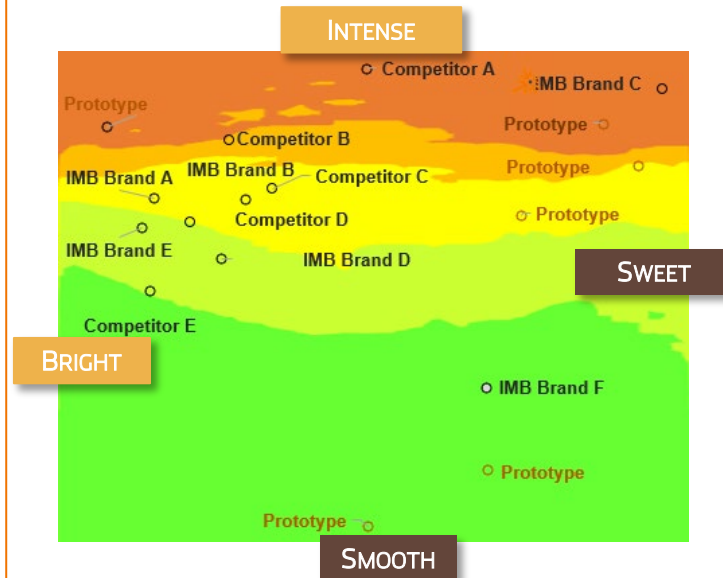 INTENSE
Competitor A
IMB Brand C
Prototype
Prototype
Competitor B
IMB Brand B
Prototype
IMB Brand A
Competitor C
Competitor D
Prototype
IMB Brand E
IMB Brand D
SWEET
Competitor E
BRIGHT
IMB Brand F
Prototype
Prototype
SMOOTH